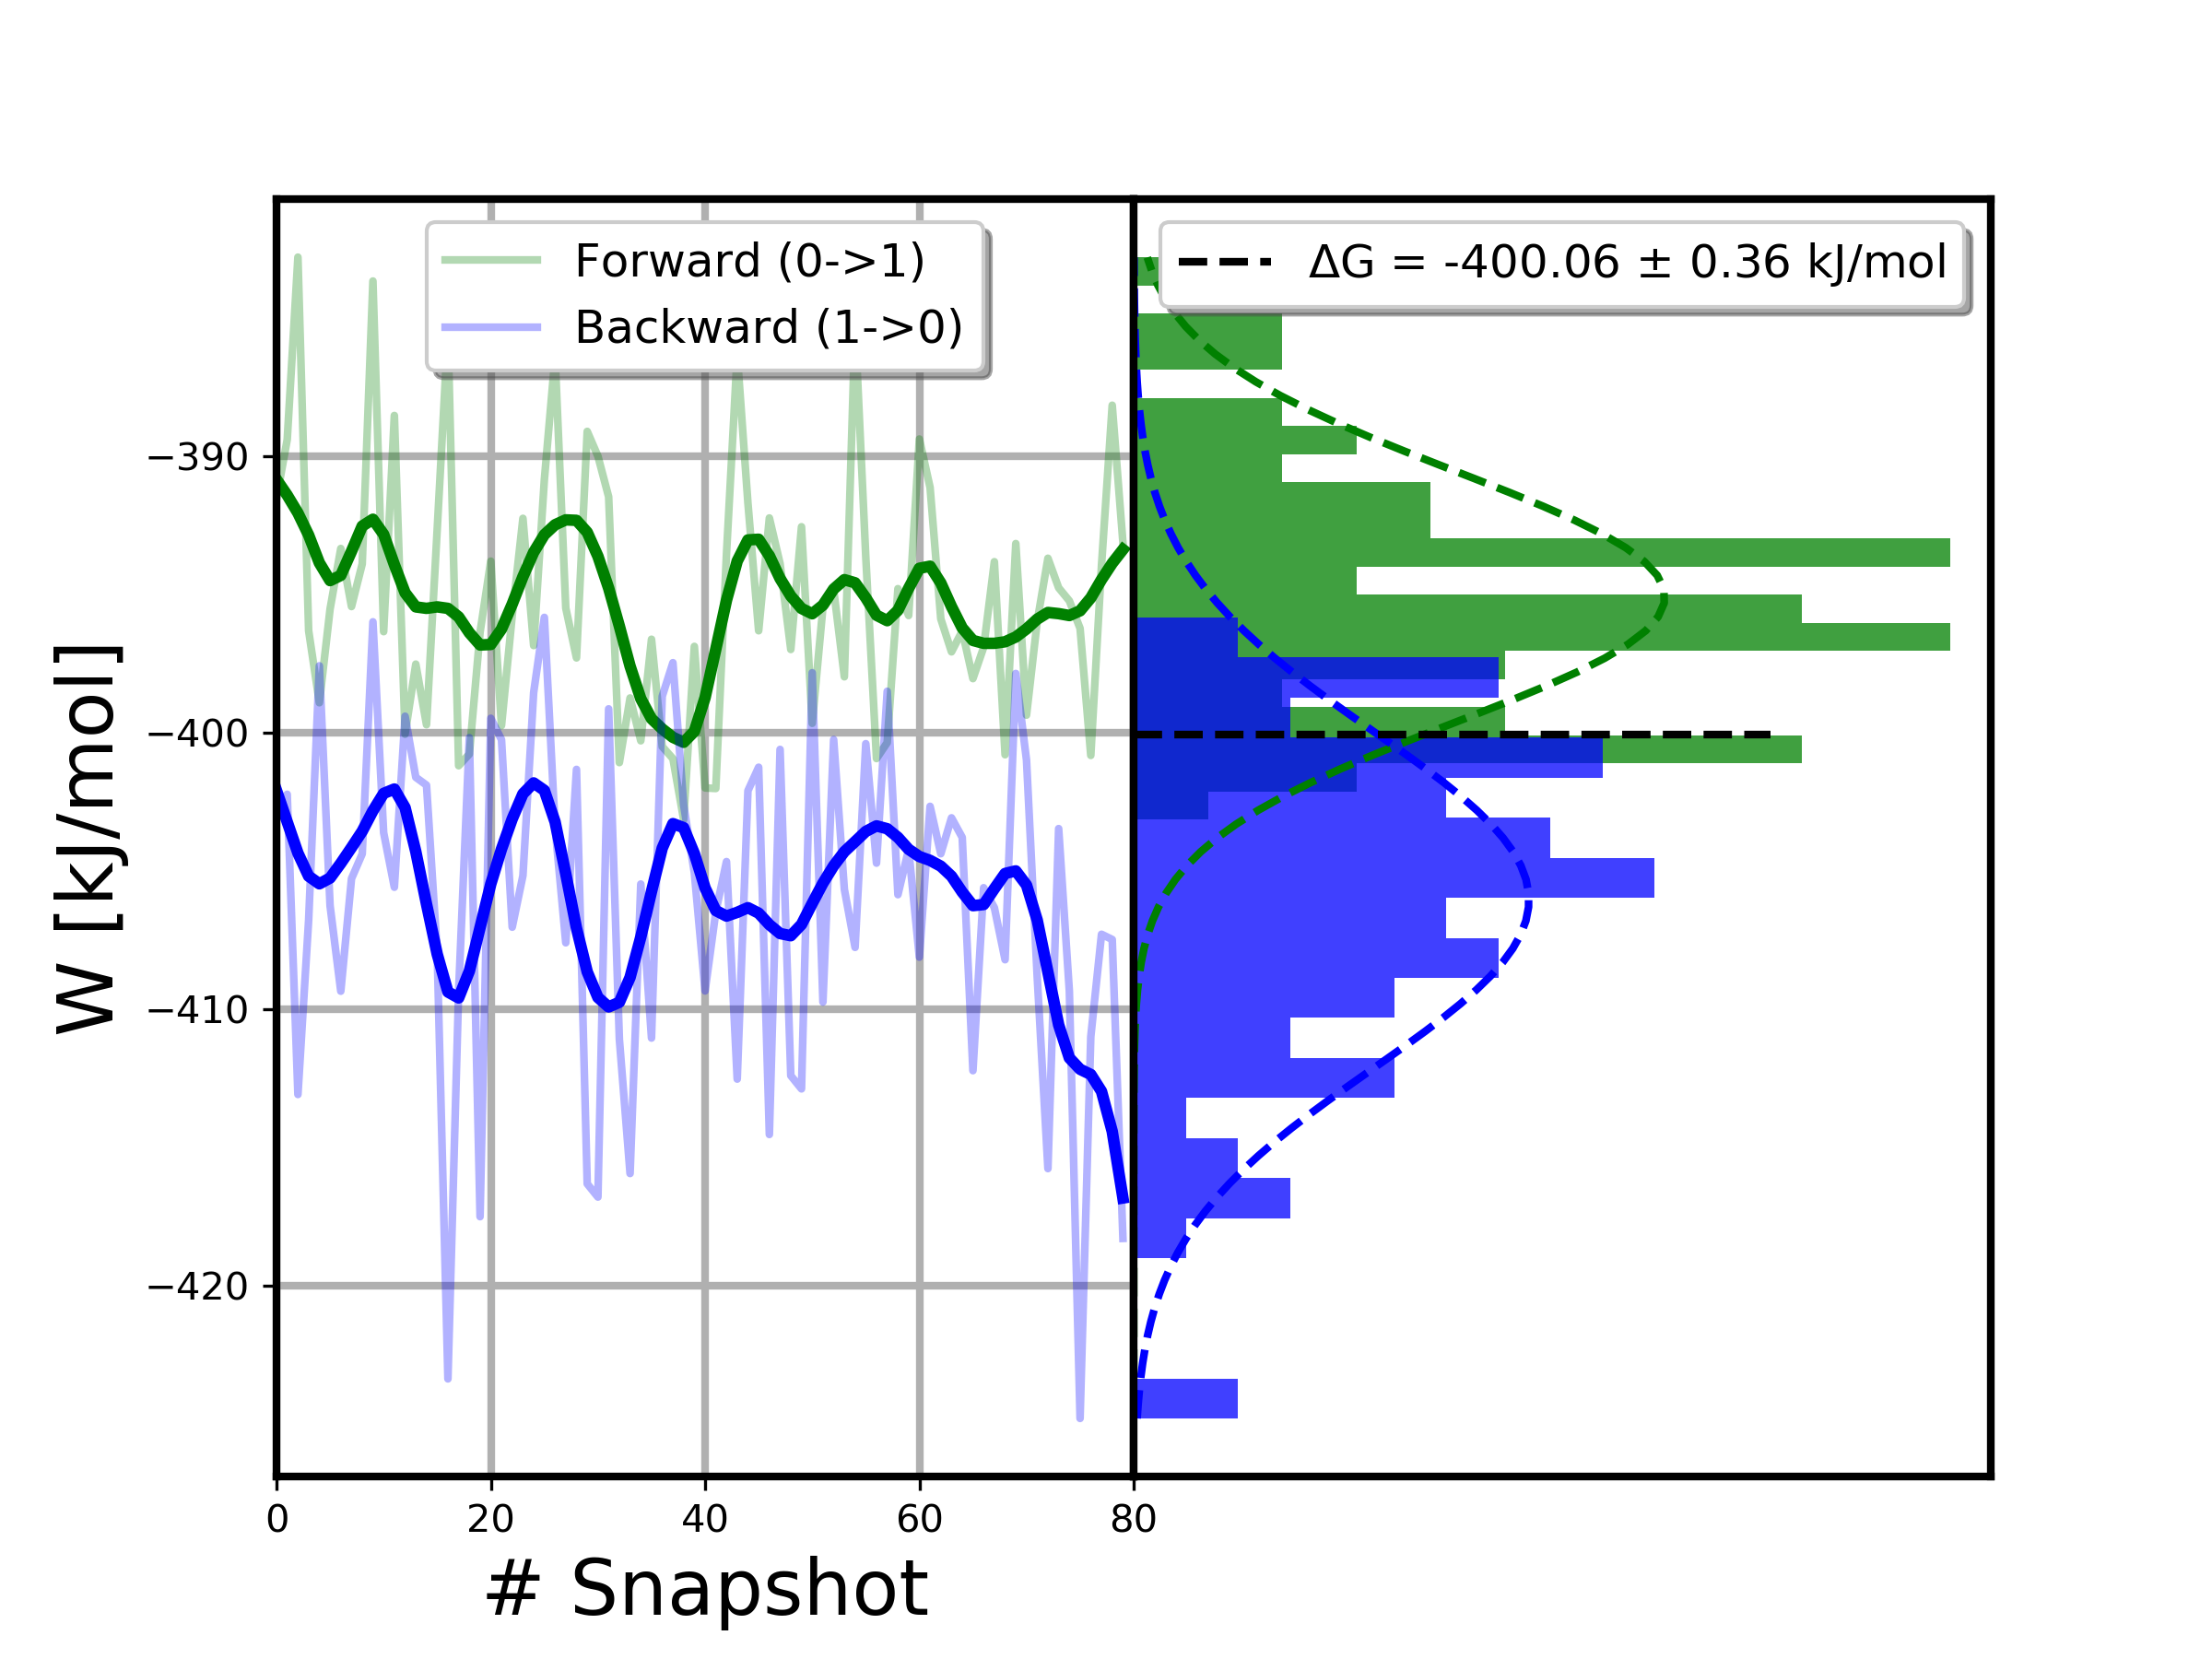 Forward (0->1)
Backward (1->0)
ΔG = -400.06 ± 0.36 kJ/mol
W [kJ/mol]
−390
−400
−410
−420
0 20 40 60 80
# Snapshot